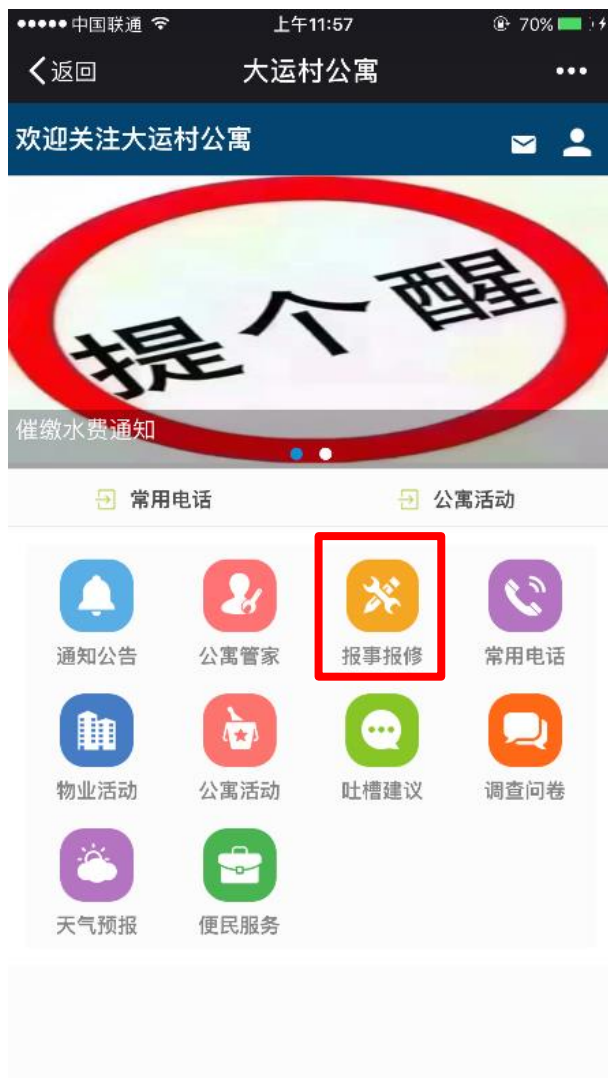 中国联通 上午11:57 70%
返回 大运村公寓
欢迎关注大运村公寓
提个醒
催缴水费通知
常用电话 公寓活动
通知公告 公寓管家 报事报修 常用电话
物业活动 公寓活动 吐槽建议 调查问卷
天气预报 便民服务